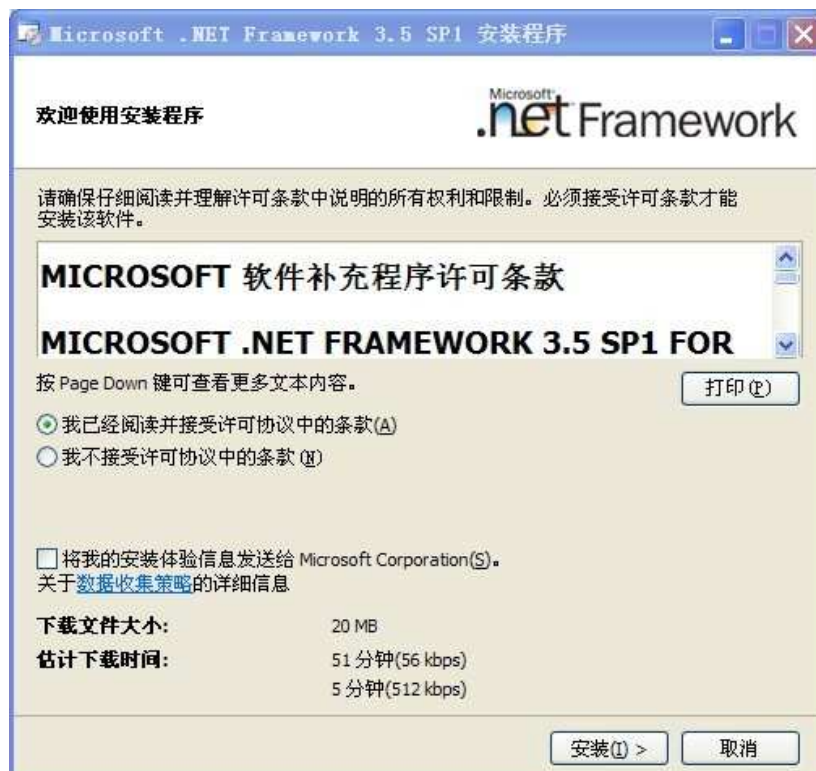 Microsoft .NET Framework 3.5 SP1 安装程序
欢迎使用安装程序
Microsoft
.net Framework
请确保仔细阅读并理解许可条款中说明的所有权利和限制。必须接受许可条款才能
安装该软件。
MICROSOFT 软件补充程序许可条款
MICROSOFT .NET FRAMEWORK 3.5 SP1 FOR
按 Page Down 键可查看更多文本内容。
打印(P)
我已经阅读并接受许可协议中的条款(A)
我不接受许可协议中的条款(N)
将我的安装体验信息发送给 Microsoft Corporation(S)。
关于数据收集策略的详细信息
下载文件大小: 20 MB
估计下载时间: 51 分钟(56 kbps)
5 分钟(512 kbps)
安装(I) > 取消